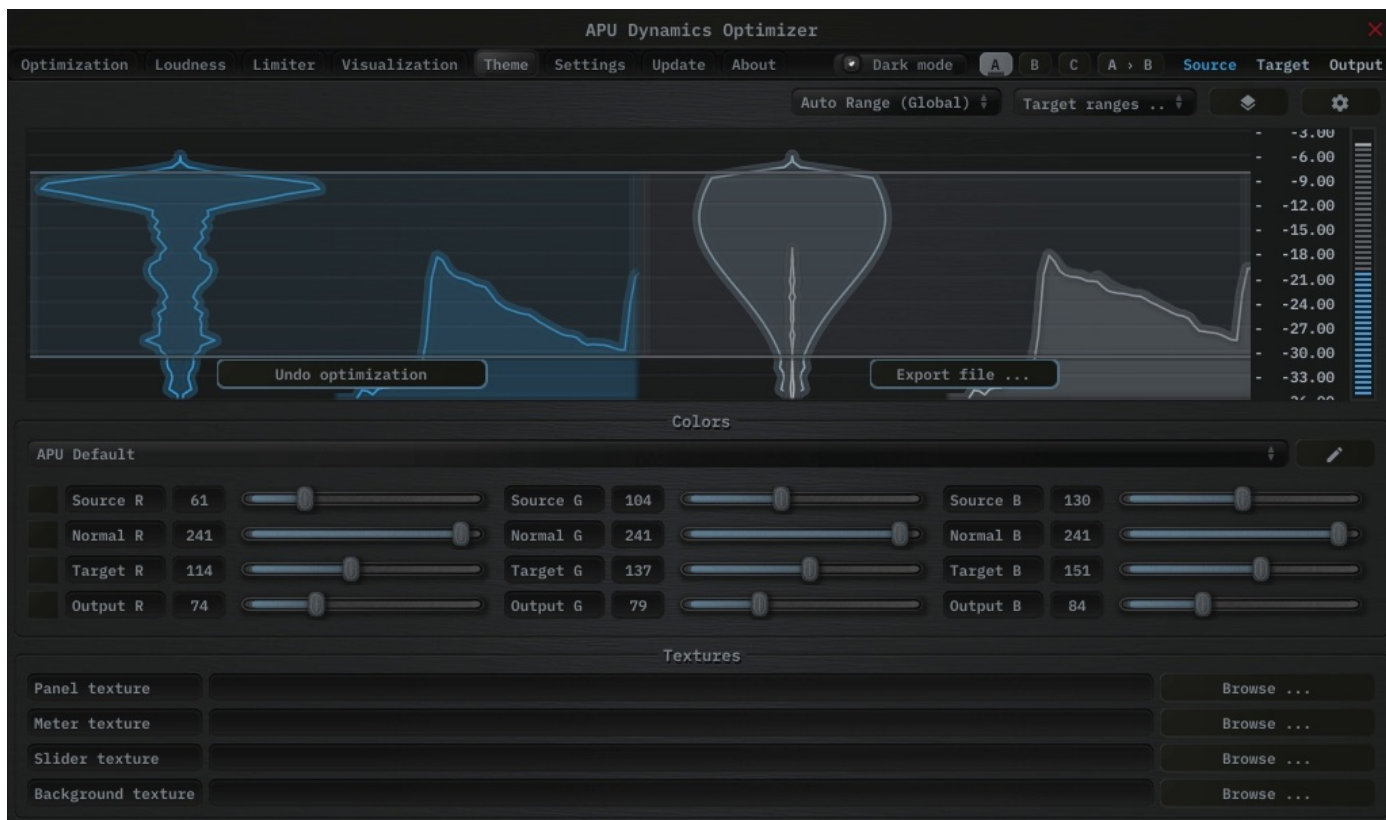 APU Dynamics Optimizer
Optimization Loudness Limiter Visualization Theme Settings Update About Dark mode A B C A › B Source Target Output
Auto Range (Global) Target ranges ..
-3.00
- -6.00
- -9.00
- -12.00
- -15.00
- -18.00
- -21.00
- -24.00
- -27.00
- -30.00
Undo optimization Export file ...
- -33.00
Colors
APU Default
Source R 61 Source G 104 Source B 130
Normal R 241 Normal G 241 Normal B 241
Target R 114 Target G 137 Target B 151
Output R 74 Output G 79 Output B 84
Textures
Panel texture Browse ...
Meter texture Browse ...
Slider texture Browse ...
Background texture Browse ...